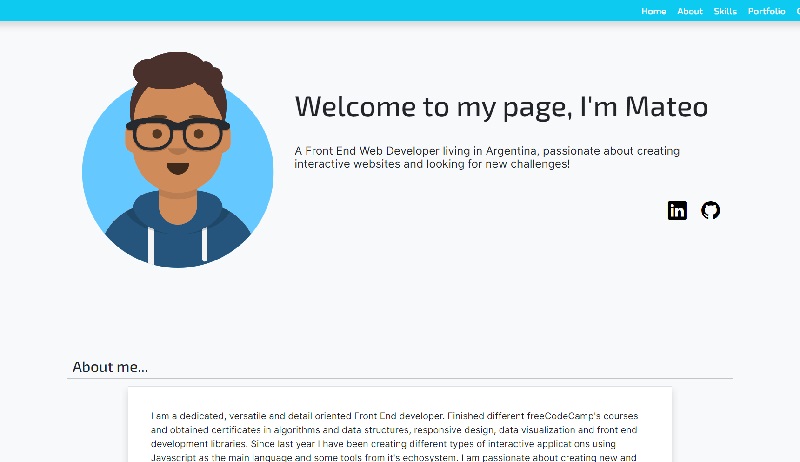 Home About Skills Portfolio
Welcome to my page, I'm Mateo
A Front End Web Developer living in Argentina, passionate about creating
interactive websites and looking for new challenges!
in
About me...
I am a dedicated, versatile and detail oriented Front End developer. Finished different freeCodeCamp's courses
and obtained certificates in algorithms and data structures, responsive design, data visualization and front end
development libraries. Since last year I have been creating different types of interactive applications using
Javascript as the main language and some tools from it's echosystem. I am passionate about creating new and